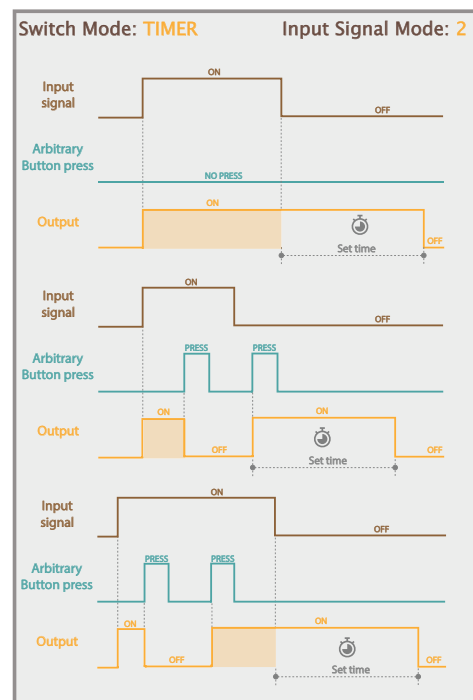 Switch Mode: TIMER Input Signal Mode: 2
ON
Input
signal
OFF
Arbitrary
Button press
NO PRESS
ON
Output
Set time
OFF
ON
Input
signal
OFF
PRESS PRESS
Arbitrary
Button press
ON ON
Output
OFF OFF
Set time
ON
Input
signal
OFF
PRESS PRESS
Arbitrary
Button press
ON ON
Output
OFF OFF
Set time